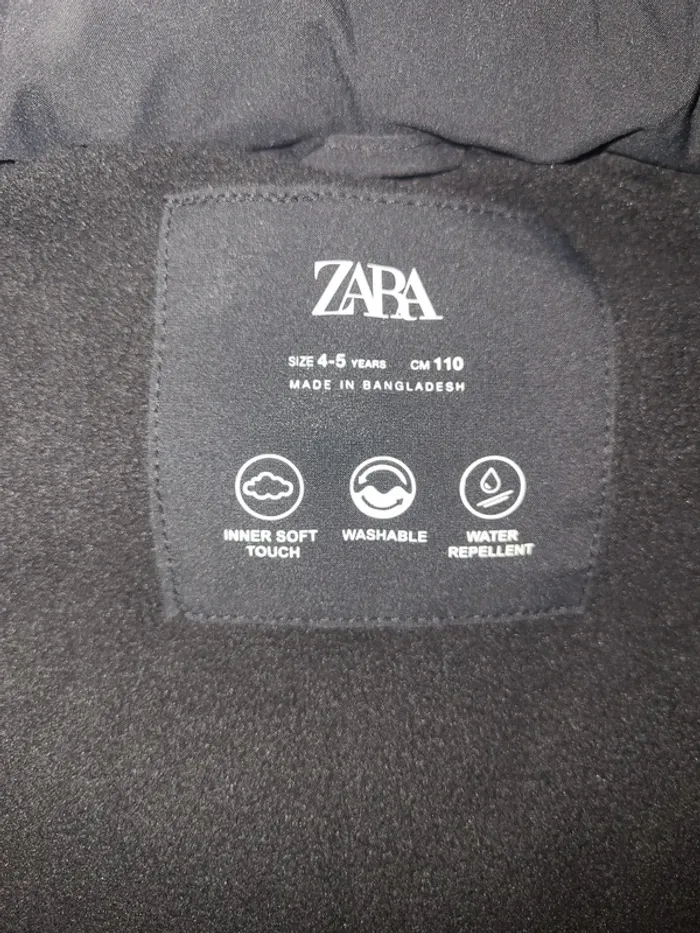 ZARA
SIZE 4-5 YEARS CM 110
MADE IN BANGLADESH
INNER SOFT
TOUCH
WASHABLE
WATER
REPELLENT